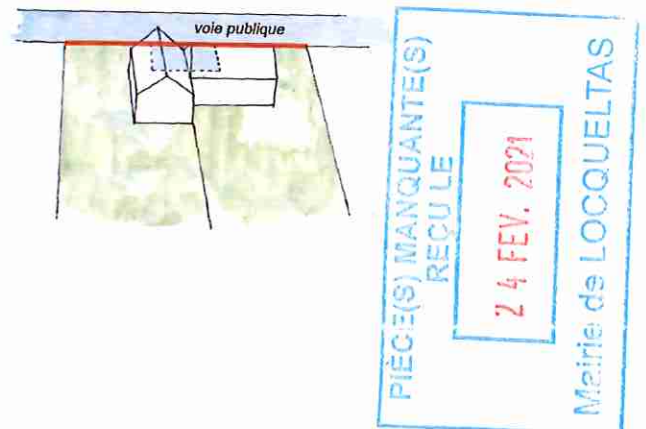 voie publique
PIÈCE(S) MANQUANTE(S)
REÇU LE
24 FEV. 2021
Mairie de LOCQUELTAS